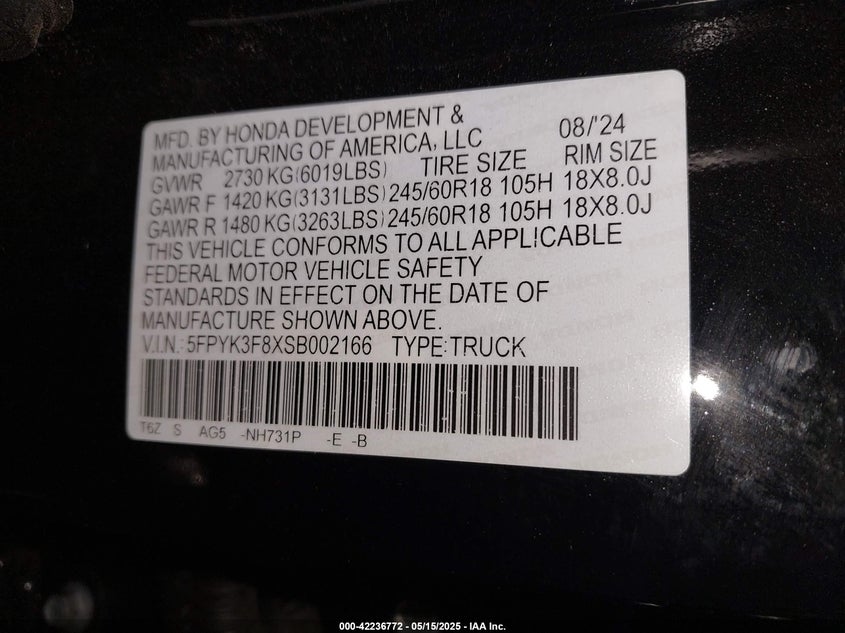 MFD. BY HONDA DEVELOPMENT & 08/'24
MANUFACTURING OF AMERICA, LLC
GVWR 2730 KG(6019LBS) TIRE SIZE RIM SIZE
GAWR F 1420 KG(3131LBS) 245/60R18 105H 18X8.0J
GAWR R 1480 KG(3263LBS) 245/60R18 105H 18X8.0J
THIS VEHICLE CONFORMS TO ALL APPLICABLE
FEDERAL MOTOR VEHICLE SAFETY
STANDARDS IN EFFECT ON THE DATE OF
MANUFACTURE SHOWN ABOVE.
V.I.N.: 5FPYK3F8XSB002166 TYPE:TRUCK
T6Z S AG5 -NH731P -E -B
000-42236772 - 05/15/2025 - IAA Inc.